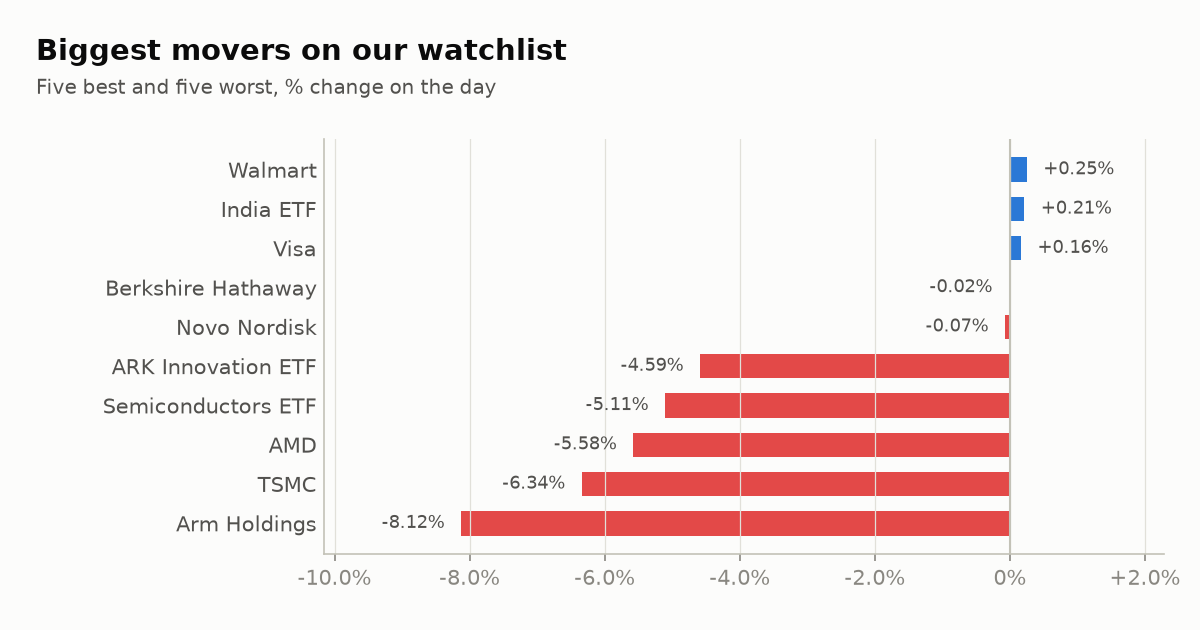 Biggest movers on our watchlist
Five best and five worst, % change on the day
Walmart +0.25%
India ETF +0.21%
Visa +0.16%
Berkshire Hathaway -0.02%
Novo Nordisk -0.07%
ARK Innovation ETF -4.59%
Semiconductors ETF -5.11%
AMD -5.58%
TSMC -6.34%
Arm Holdings -8.12%
-10.0% -8.0% -6.0% -4.0% -2.0% 0% +2.0%